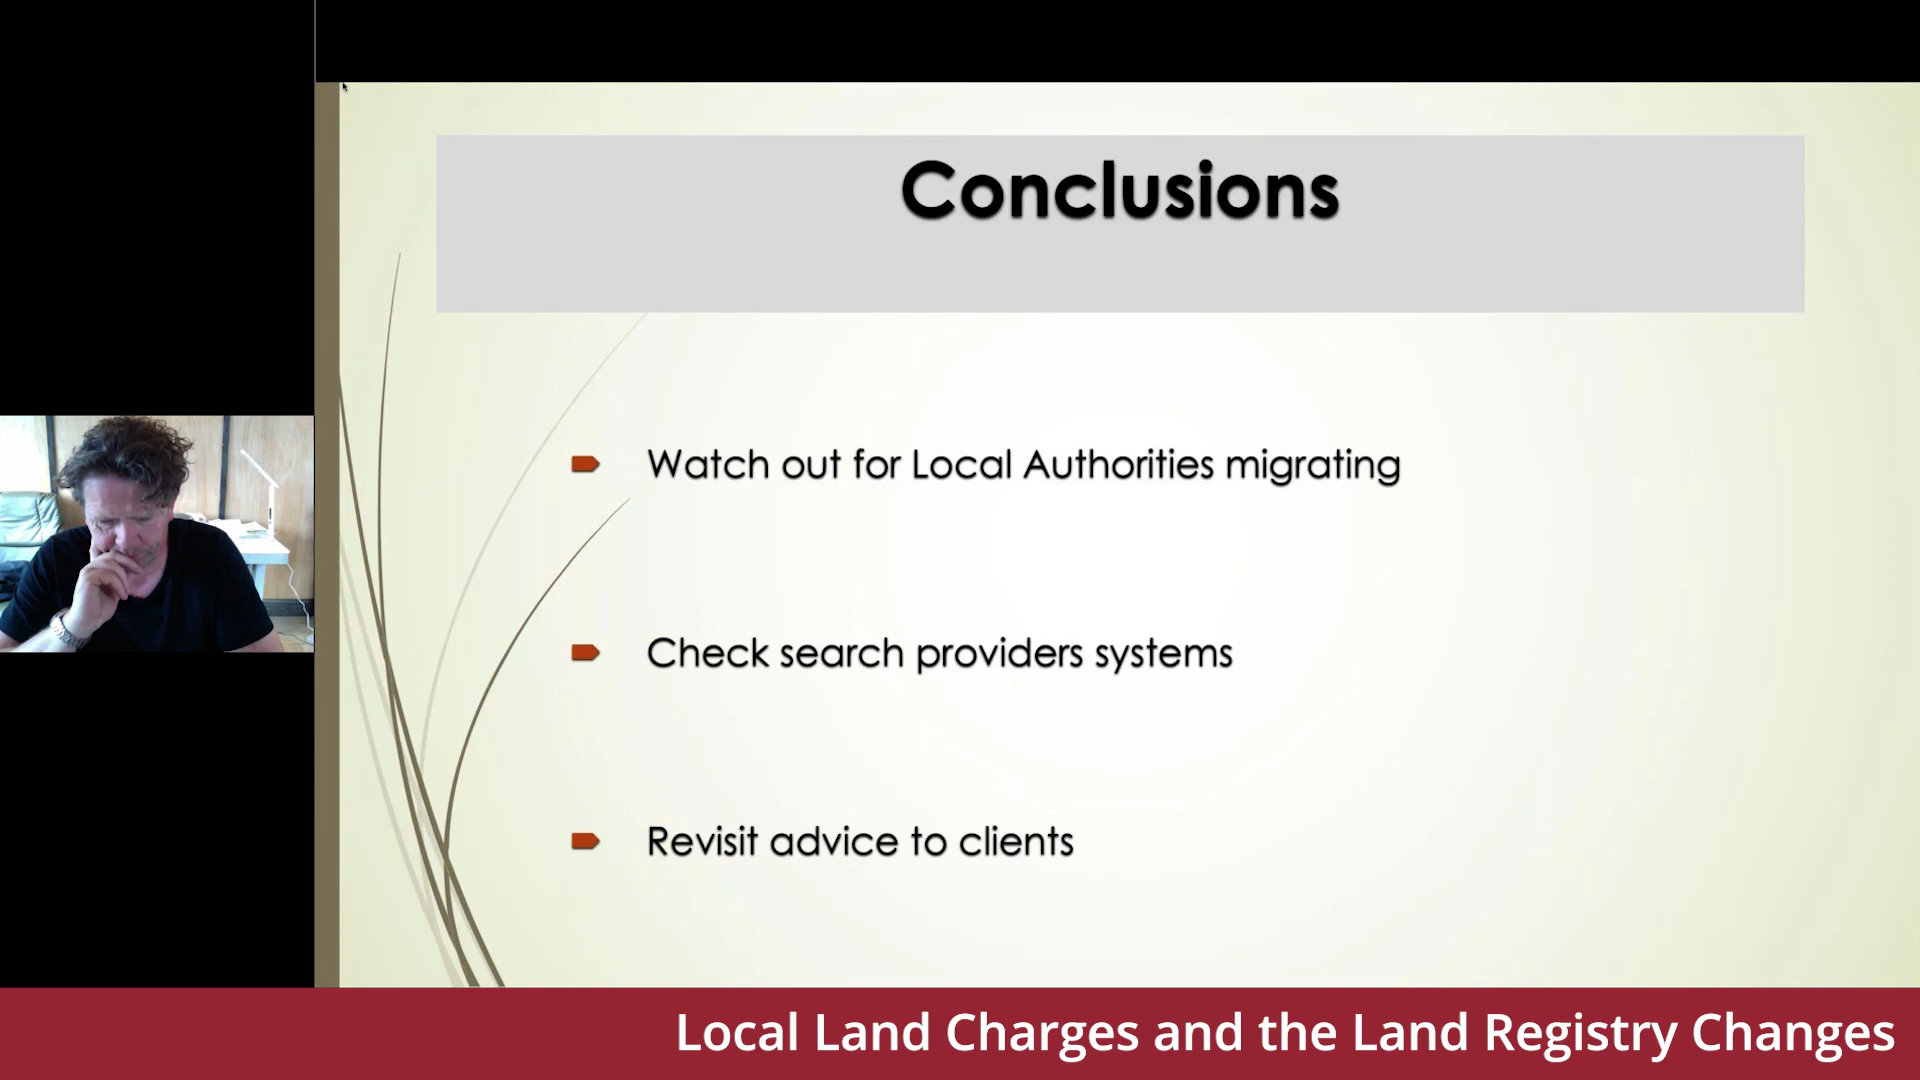 Conclusions
Watch out for Local Authorities migrating
Check search providers systems
Revisit advice to clients
Local Land Charges and the Land Registry Changes